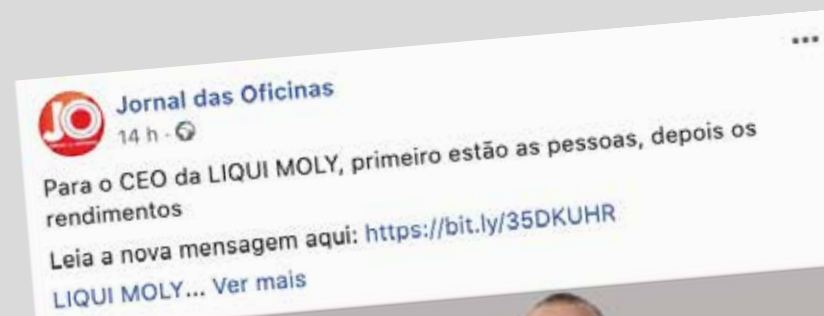 JO
Jornal das Oficinas
14 h ·
Para o CEO da LIQUI MOLY, primeiro estão as pessoas, depois os
rendimentos
Leia a nova mensagem aqui: https://bit.ly/35DKUHR
LIQUI MOLY... Ver mais